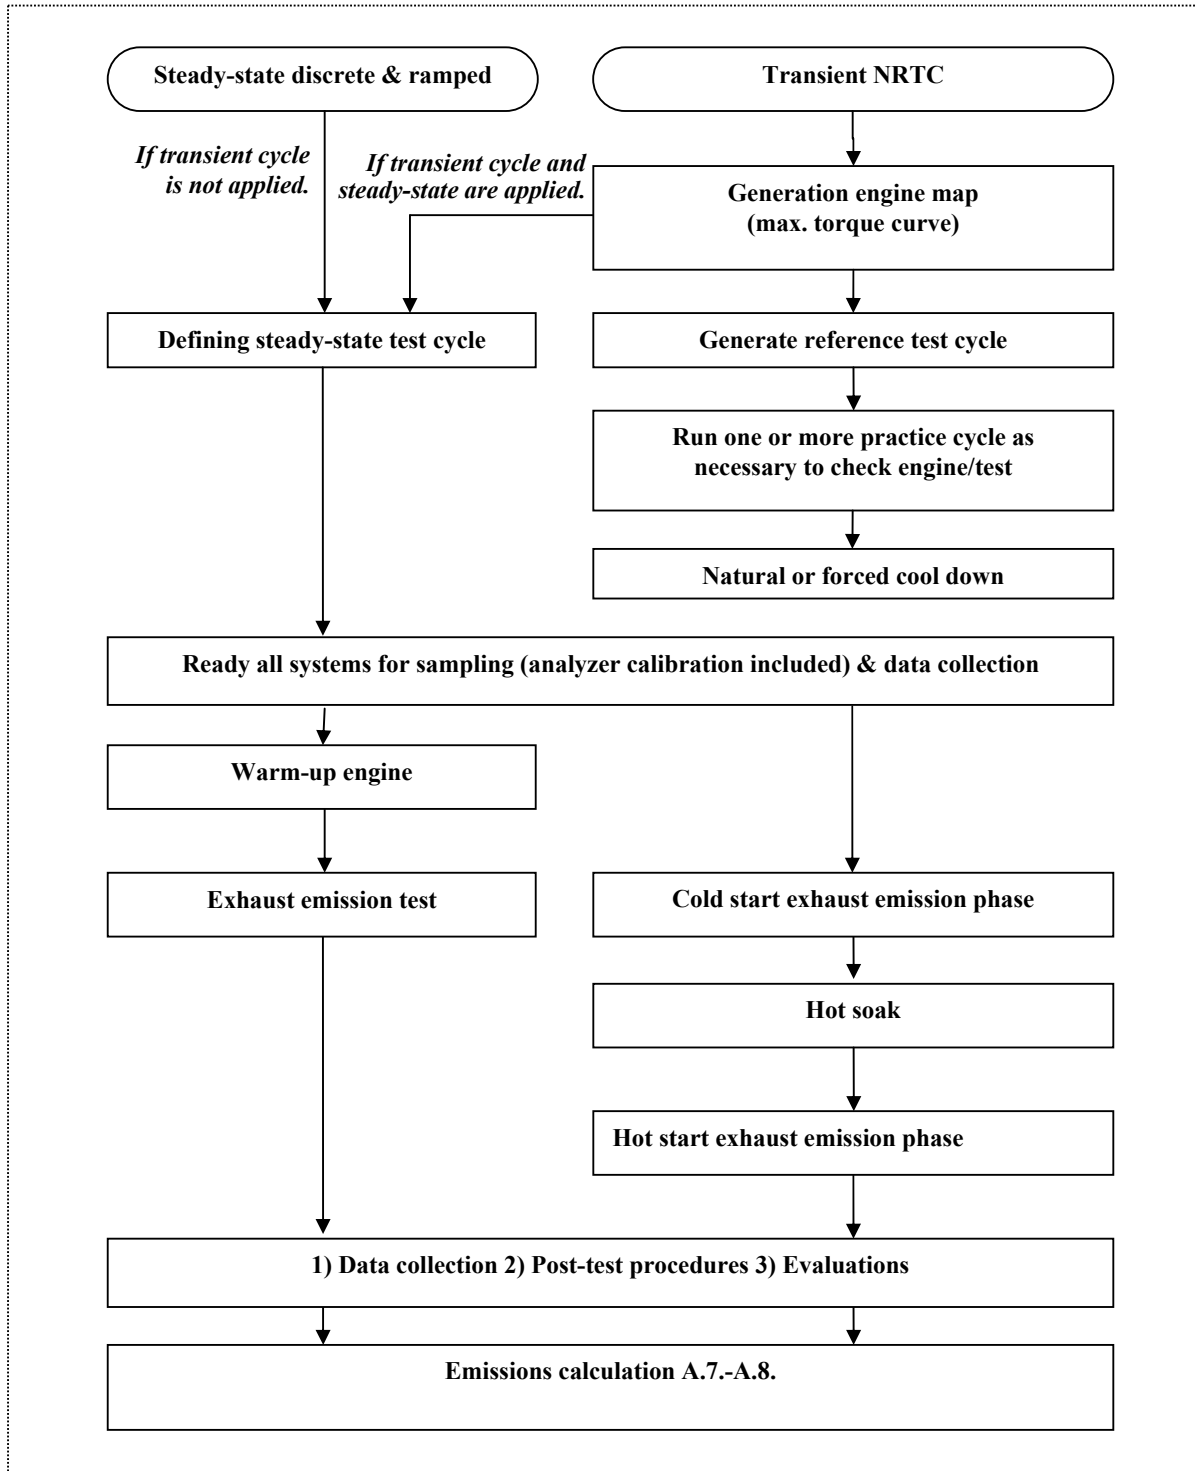 Steady-state discrete & ramped
Transient NRTC
If transient cycle
is not applied.
If transient cycle and
steady-state are applied.
Generation engine map
(max. torque curve)
Defining steady-state test cycle
Generate reference test cycle
Run one or more practice cycle as
necessary to check engine/test
Natural or forced cool down
Ready all systems for sampling (analyzer calibration included) & data collection
Warm-up engine
Exhaust emission test
Cold start exhaust emission phase
Hot soak
Hot start exhaust emission phase
1) Data collection 2) Post-test procedures 3) Evaluations
Emissions calculation A.7.-A.8.